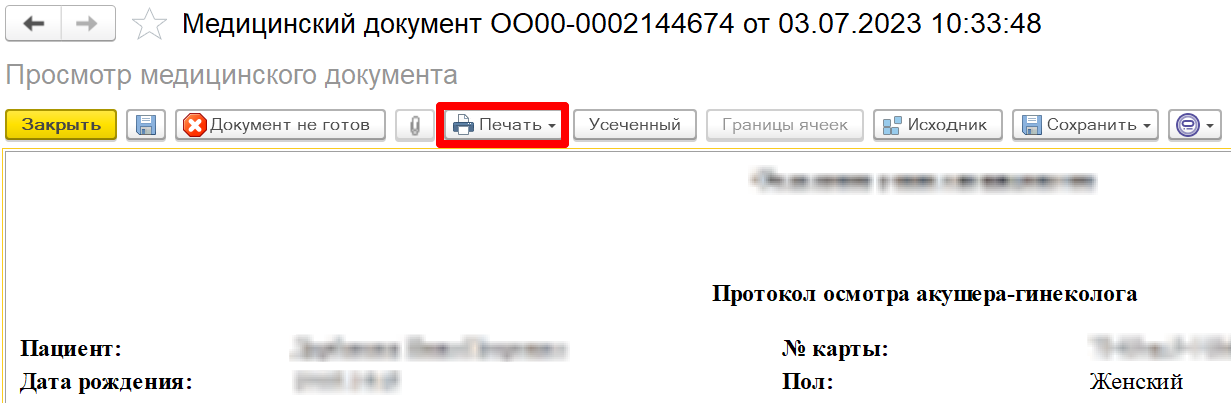 Медицинский документ ОО00-0002144674 от 03.07.2023 10:33:48
Просмотр медицинского документа
Закрыть Документ не готов Печать Усеченный Границы ячеек Исходник Сохранить
Протокол осмотра акушера-гинеколога
Пациент: № карты:
Дата рождения: Пол: Женский